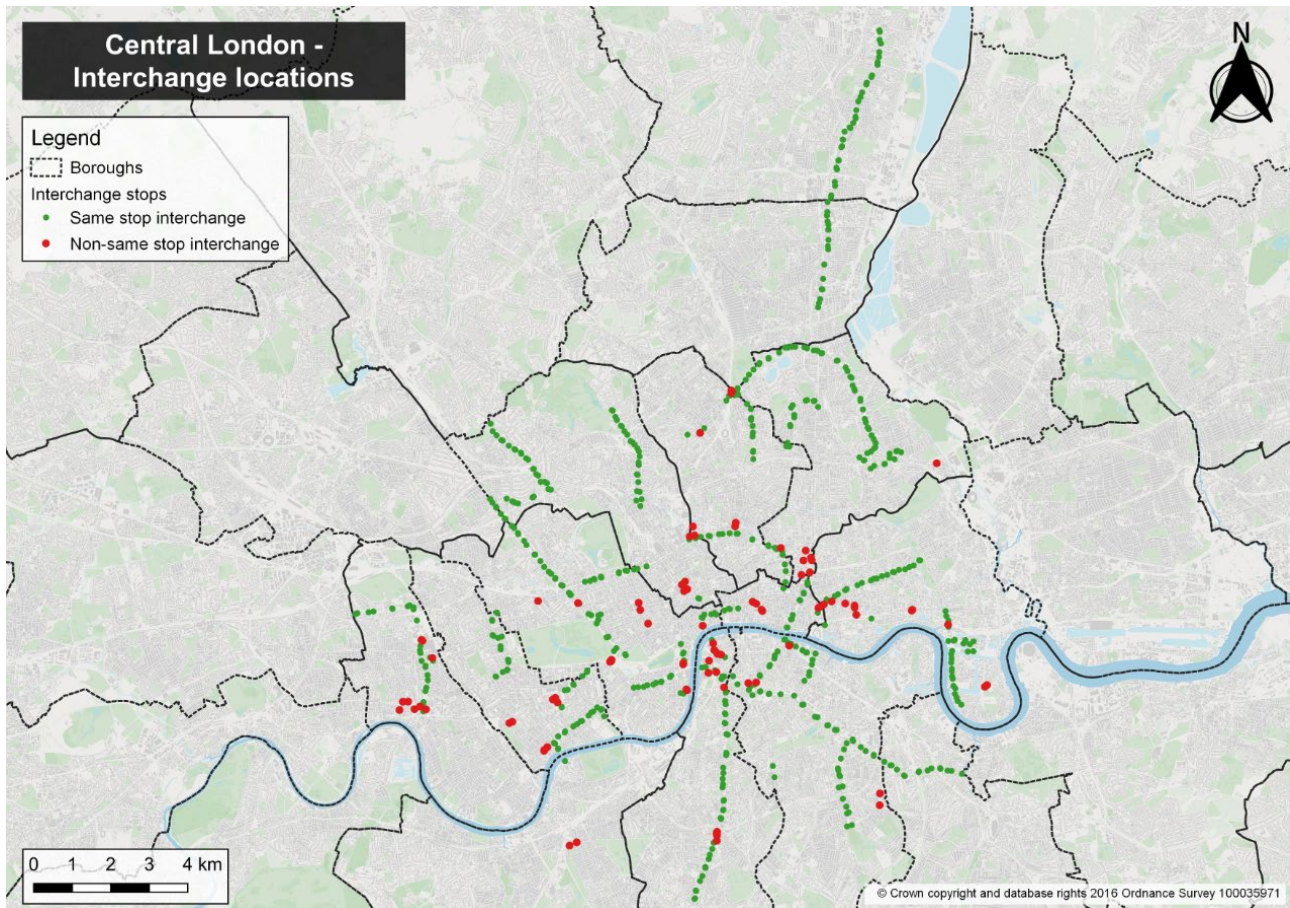 Central London -
Interchange locations
N
Legend
Boroughs
Interchange stops
Same stop interchange
Non-same stop interchange
0 1 2 3 4 km
© Crown copyright and database rights 2016 Ordnance Survey 100035971